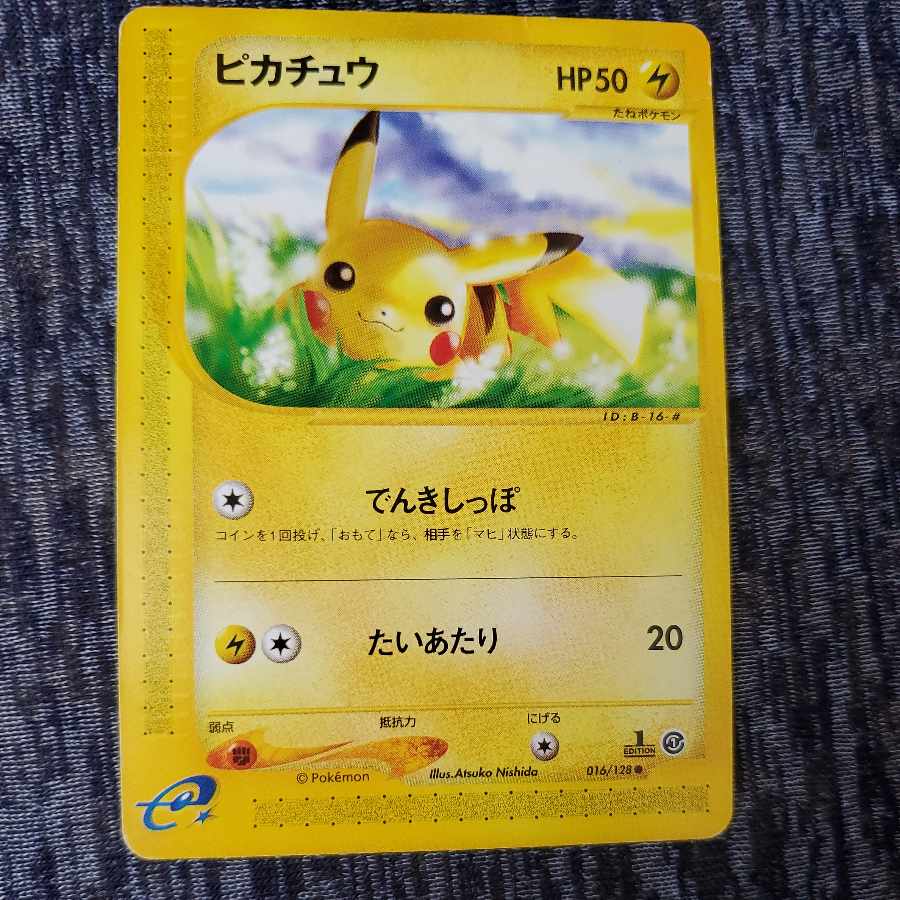 ピカチュウ HP50
たねポケモン
ID:B-16-#
でんきしっぽ
コインを1回投げ、「おもて」なら、相手を「マヒ」状態にする。
たいあたり 20
弱点 抵抗力 にげる
1 EDITION
© Pokémon Illus. Atsuko Nishida 016/128 ●
e